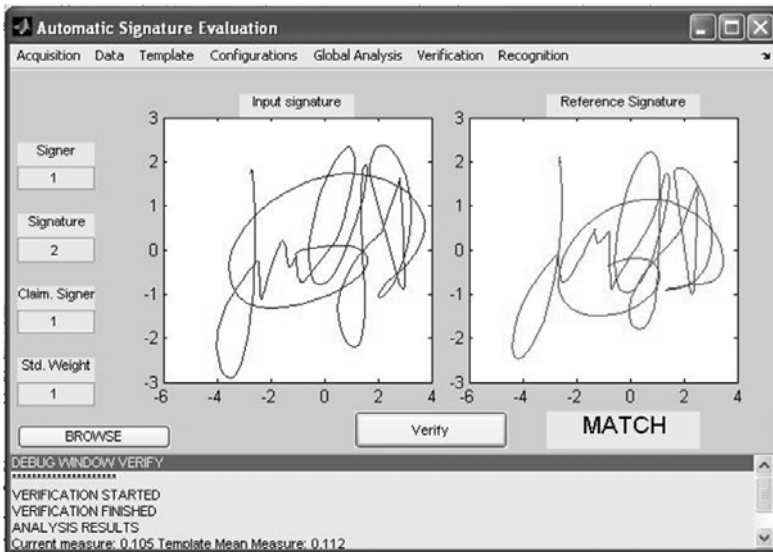 Automatic Signature Evaluation
Acquisition Data Template Configurations Global Analysis Verification Recognition
Input signature
Reference Signature
Signer
1
Signature
2
Claim. Signer
1
Std. Weight
1
3
2
1
0
-1
-2
-3
-6 -4 -2 0 2 4
3
2
1
0
-1
-2
-3
-6 -4 -2 0 2 4
BROWSE
Verify
MATCH
DEBUG WINDOW VERIFY
********************
VERIFICATION STARTED
VERIFICATION FINISHED
ANALYSIS RESULTS
Current measure: 0.105 Template Mean Measure: 0.112